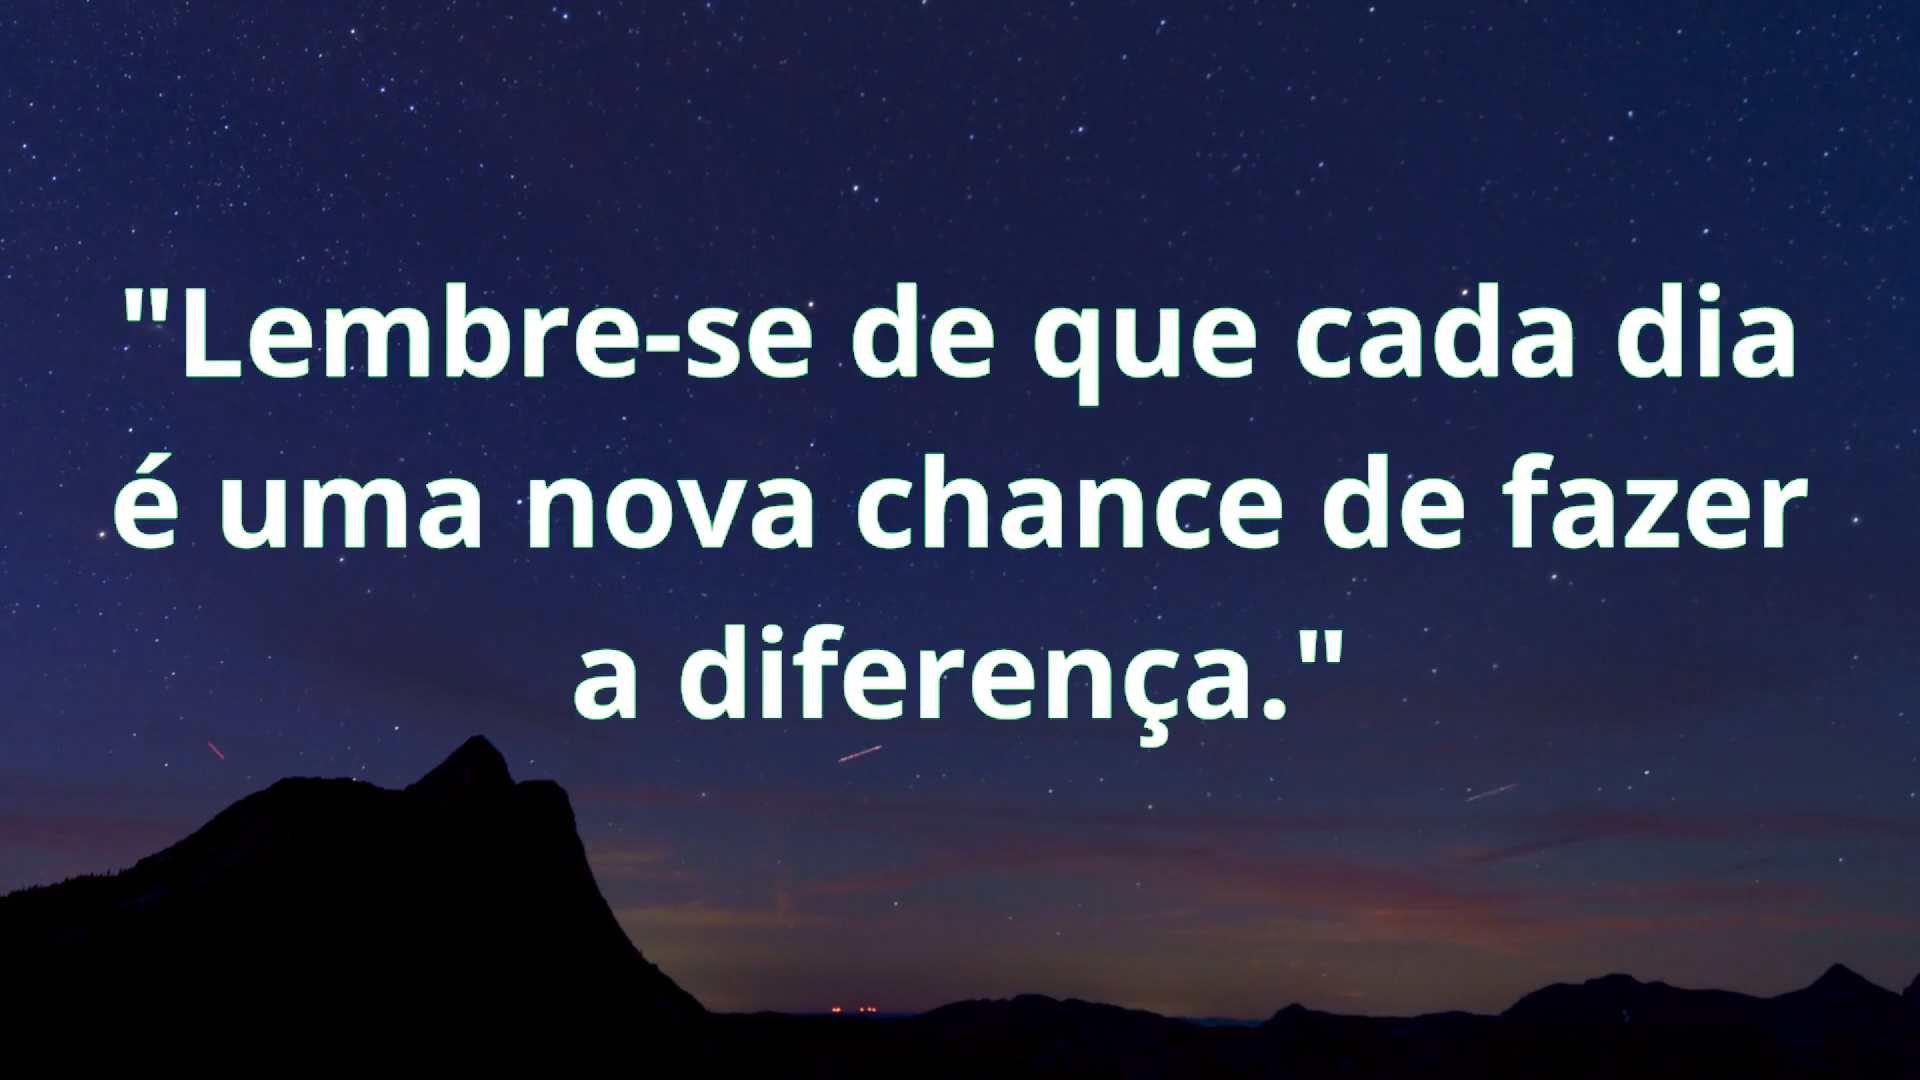 "Lembre-se de que cada dia
é uma nova chance de fazer
a diferença."